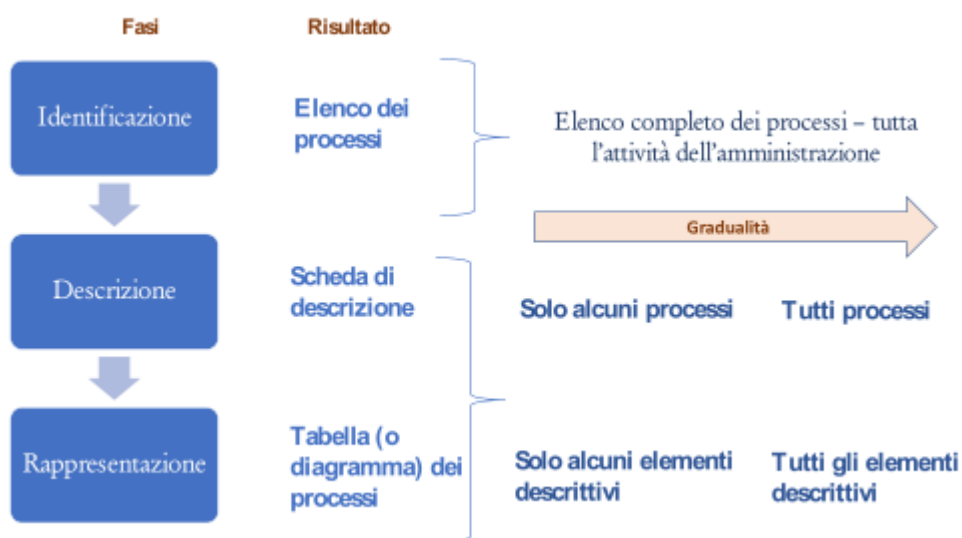 Fasi
Risultato
Identificazione
Elenco dei
processi
Elenco completo dei processi – tutta
l'attività dell'amministrazione
Gradualità
Descrizione
Scheda di
descrizione
Solo alcuni processi
Tutti processi
Rappresentazione
Tabella (o
diagramma) dei
processi
Solo alcuni elementi
descrittivi
Tutti gli elementi
descrittivi